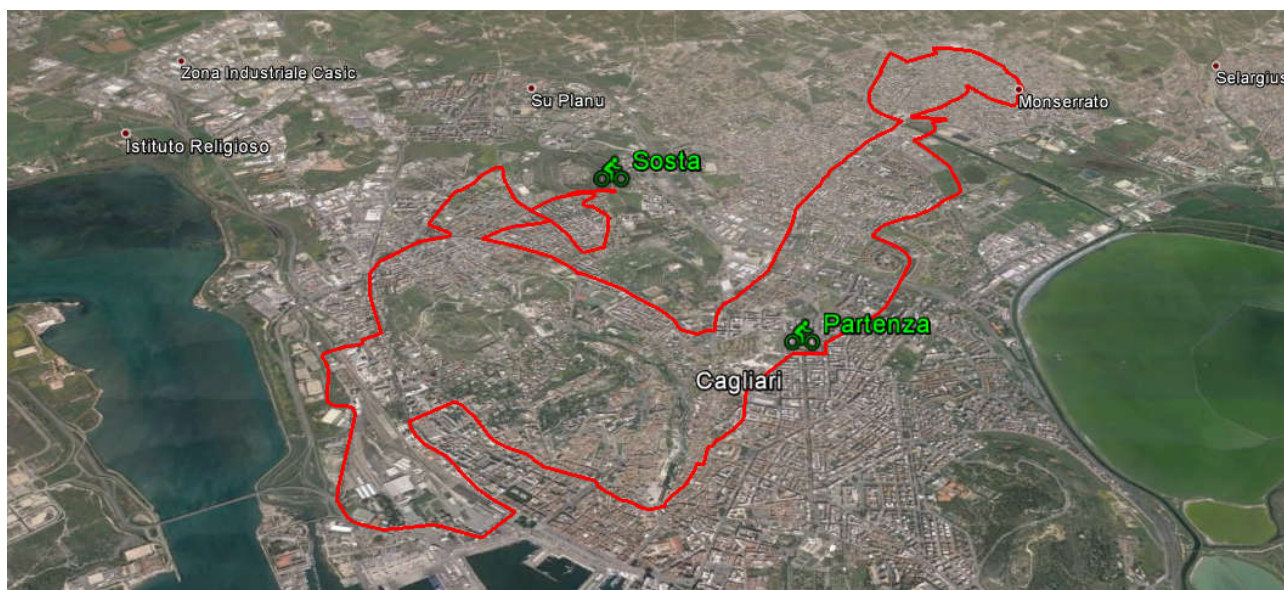 Zona Industriale Casic
Selargius
Su Planu
Monserrato
Istituto Religioso
Sosta
Partenza
Cagliari